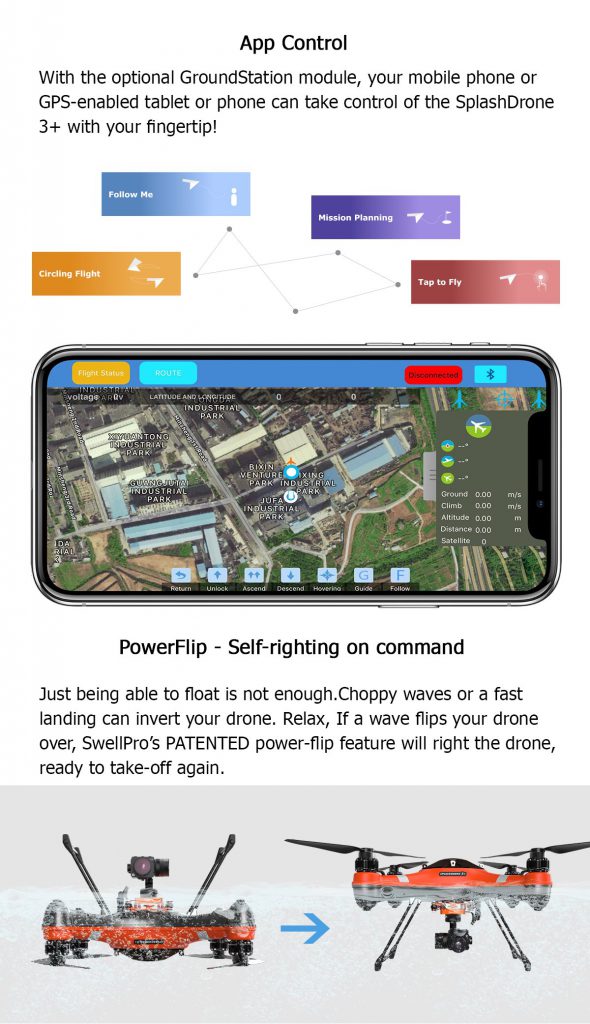 App Control
With the optional GroundStation module, your mobile phone or
GPS-enabled tablet or phone can take control of the SplashDrone
3+ with your fingertip!
Follow Me
Mission Planning
Circling Flight
Tap to Fly
Flight Status
ROUTE
Disconnected
voltage 0v
LATITUDE AND LONGITUDE
0
0
INDUSTRIAL
PARK
INDUSTRIAL
PARK
XIYUANTONG
INDUSTRIAL
PARK
GUANGJUTAI
INDUSTRIAL
PARK
BIXIN
VENTURE
PARK
INDUSTRIAL
PARK
JUFA
INDUSTRIAL
PARK
--°
--°
--°
Ground 0.00 m/s
Climb 0.00 m/s
Altitude 0.00 m
Distance 0.00 m
Satellite 0
Return
Unlock
Ascend
Descend
Hovering
G
Guide
F
Follow
PowerFlip - Self-righting on command
Just being able to float is not enough.Choppy waves or a fast
landing can invert your drone. Relax, If a wave flips your drone
over, SwellPro’s PATENTED power-flip feature will right the drone,
ready to take-off again.